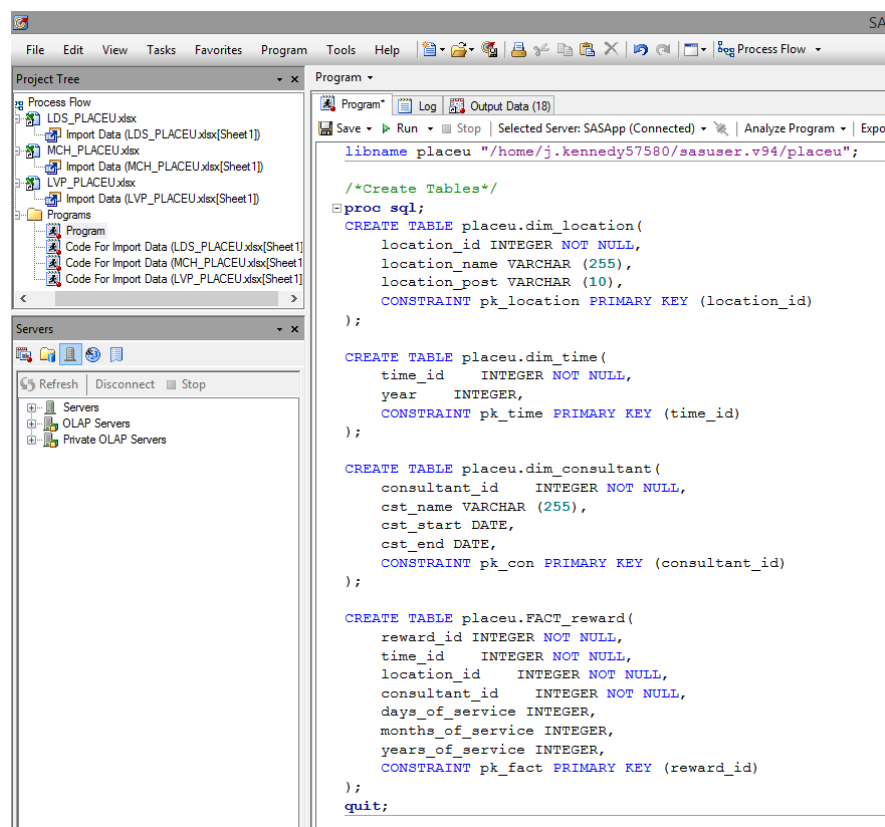 SAS
File Edit View Tasks Favorites Program Tools Help Process Flow
Project Tree
Process Flow
LDS_PLACEU.xlsx
Import Data (LDS_PLACEU.xlsx[Sheet1])
MCH_PLACEU.xlsx
Import Data (MCH_PLACEU.xlsx[Sheet1])
LVP_PLACEU.xlsx
Import Data (LVP_PLACEU.xlsx[Sheet1])
Programs
Program
Code For Import Data (LDS_PLACEU.xlsx[Sheet1]
Code For Import Data (MCH_PLACEU.xlsx[Sheet1
Code For Import Data (LVP_PLACEU.xlsx[Sheet1]
Servers
Refresh Disconnect Stop
Servers
OLAP Servers
Private OLAP Servers
Program
Program* Log Output Data (18)
Save Run Stop Selected Server: SASApp (Connected) Analyze Program Expo
libname placeu "/home/j.kennedy57580/sasuser.v94/placeu";
/*Create Tables*/
proc sql;
CREATE TABLE placeu.dim_location(
location_id INTEGER NOT NULL,
location_name VARCHAR (255),
location_post VARCHAR (10),
CONSTRAINT pk_location PRIMARY KEY (location_id)
);
CREATE TABLE placeu.dim_time(
time_id INTEGER NOT NULL,
year INTEGER,
CONSTRAINT pk_time PRIMARY KEY (time_id)
);
CREATE TABLE placeu.dim_consultant(
consultant_id INTEGER NOT NULL,
cst_name VARCHAR (255),
cst_start DATE,
cst_end DATE,
CONSTRAINT pk_con PRIMARY KEY (consultant_id)
);
CREATE TABLE placeu.FACT_reward(
reward_id INTEGER NOT NULL,
time_id INTEGER NOT NULL,
location_id INTEGER NOT NULL,
consultant_id INTEGER NOT NULL,
days_of_service INTEGER,
months_of_service INTEGER,
years_of_service INTEGER,
CONSTRAINT pk_fact PRIMARY KEY (reward_id)
);
quit;